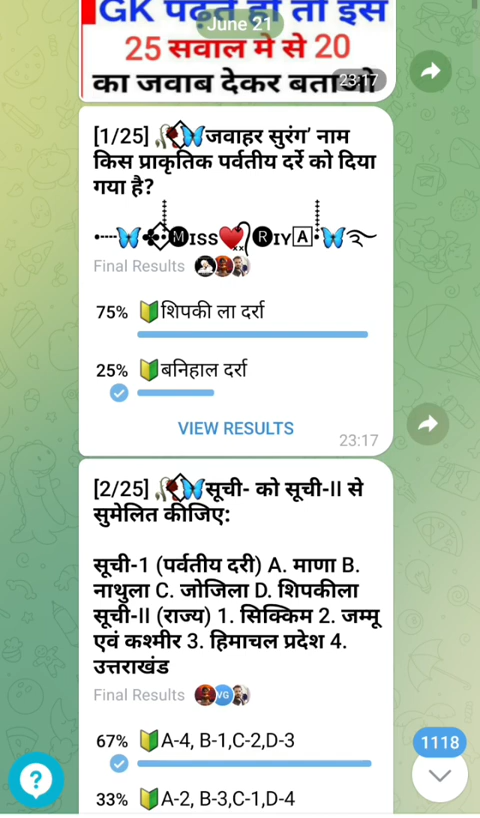 GK पढ़ते हो तो इस
June 21
25 सवाल मे से 20
का जवाब देकर बताओ
23:17
[1/25] जवाहर सुरंग' नाम
किस प्राकृतिक पर्वतीय दर्रे को दिया
गया है?
🅜ɪss❤️🅡ɪʏ🄰
Final Results
75% शिपकी ला दर्रा
25% बनिहाल दर्रा
VIEW RESULTS
23:17
[2/25] सूची- को सूची-II से
सुमेलित कीजिए:
सूची-1 (पर्वतीय दरी) A. माणा B.
नाथुला C. जोजिला D. शिपकीला
सूची-II (राज्य) 1. सिक्किम 2. जम्मू
एवं कश्मीर 3. हिमाचल प्रदेश 4.
उत्तराखंड
Final Results
VG
67% A-4, B-1,C-2,D-3
33% A-2, B-3,C-1,D-4
1118
?